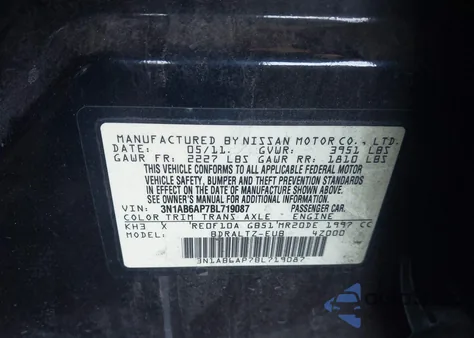 MANUFACTURED BY NISSAN MOTOR CO., LTD.
DATE: 05/11. GVWR: 3951 LBS
GAWR FR: 2227 LBS GAWR RR: 1810 LBS
THIS VEHICLE CONFORMS TO ALL APPLICABLE FEDERAL MOTOR
VEHICLE SAFETY, BUMPER, AND THEFT PREVENTION STANDARDS
IN EFFECT ON THE DATE OF MANUFACTURE SHOWN ABOVE.
SEE OWNER'S MANUAL FOR ADDITIONAL INFORMATION
VIN: 3N1AB6AP7BL719087 PASSENGER CAR.
COLOR TRIM TRANS AXLE - ENGINE
KH3 X 'RE0F10A GB51'MR20DE 1997 CC
MODEL: BDRALTZ-EUB 4Z000
3N1AB6AP7BL719087